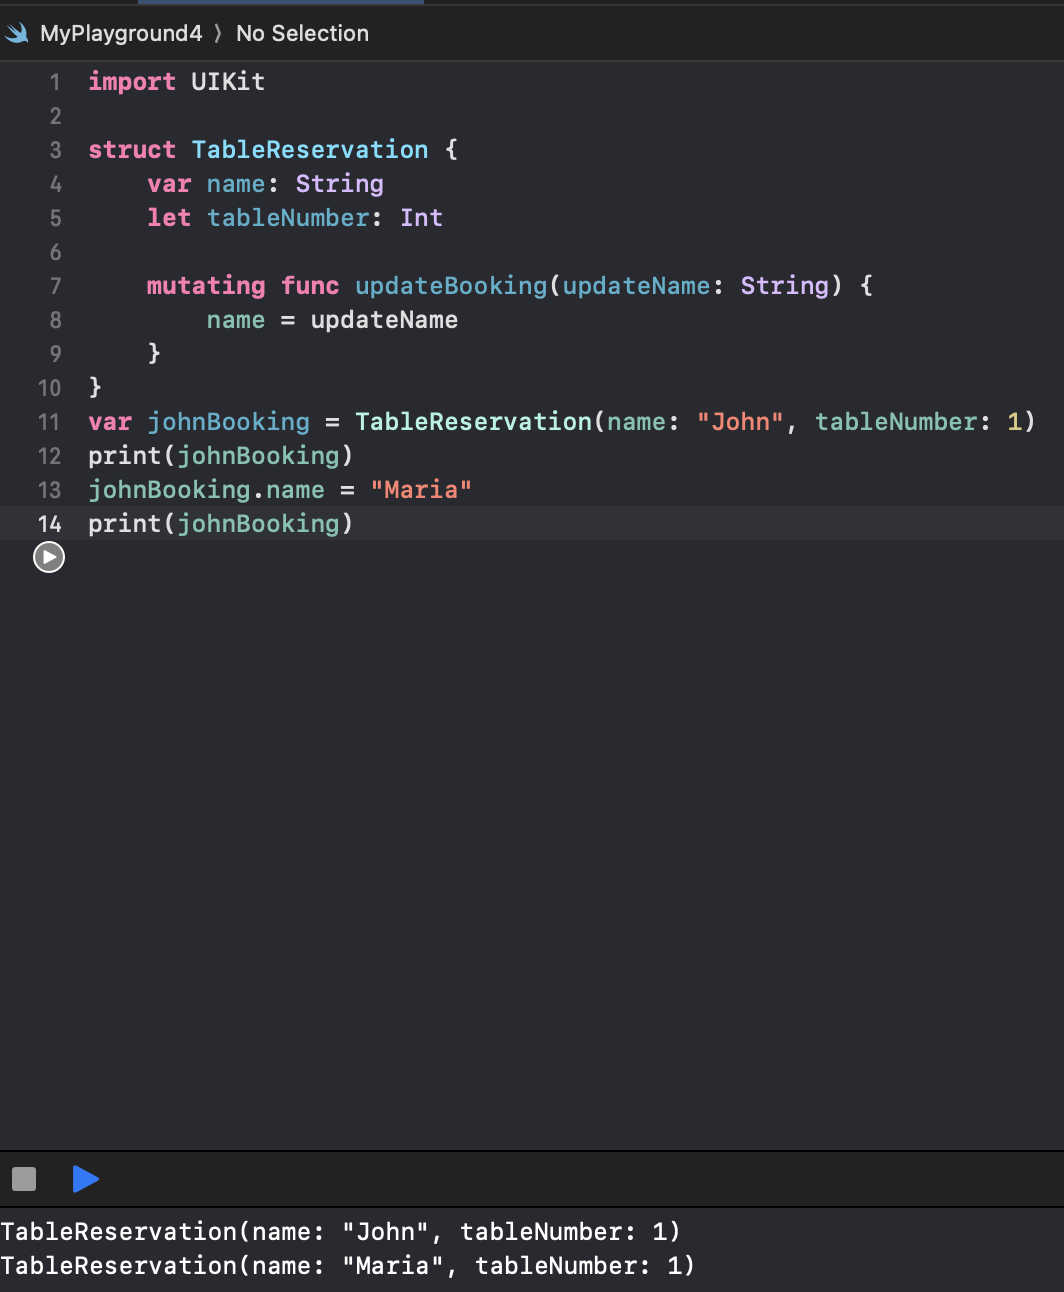 MyPlayground4 ⟩ No Selection
1 import UIKit
2
3 struct TableReservation {
4     var name: String
5     let tableNumber: Int
6
7     mutating func updateBooking(updateName: String) {
8         name = updateName
9     }
10 }
11 var johnBooking = TableReservation(name: "John", tableNumber: 1)
12 print(johnBooking)
13 johnBooking.name = "Maria"
14 print(johnBooking)
TableReservation(name: "John", tableNumber: 1)
TableReservation(name: "Maria", tableNumber: 1)